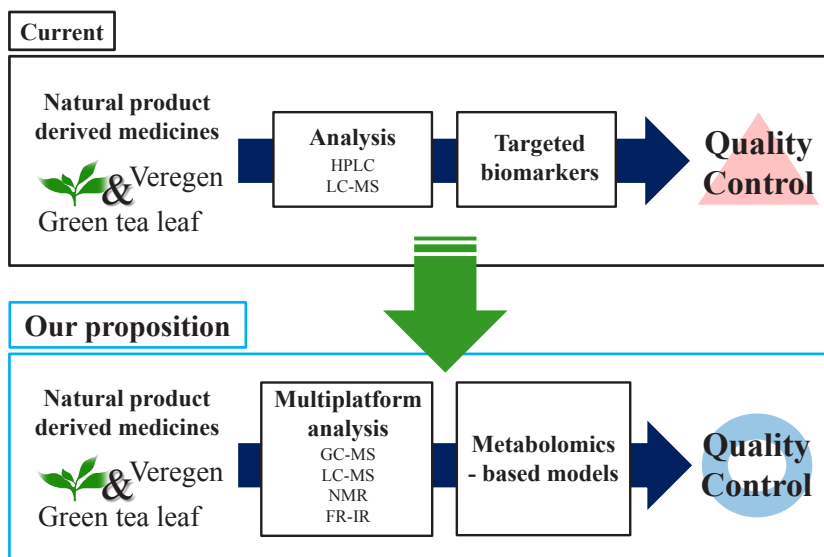 Current
Natural product
derived medicines
& Veregen
Green tea leaf
Analysis
HPLC
LC-MS
Targeted
biomarkers
Quality
Control
Our proposition
Natural product
derived medicines
& Veregen
Green tea leaf
Multiplatform
analysis
GC-MS
LC-MS
NMR
FR-IR
Metabolomics
- based models
Quality
Control